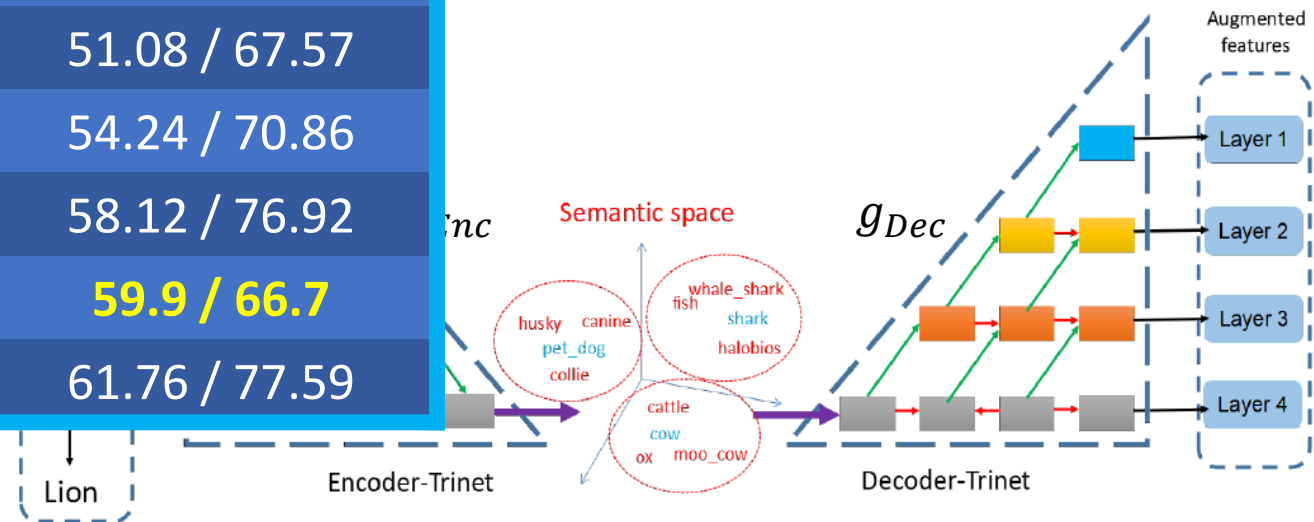 51.08 / 67.57
54.24 / 70.86
58.12 / 76.92
59.9 / 66.7
61.76 / 77.59
Lion
Encoder-Trinet
Semantic space
husky canine
pet_dog
collie
whale_shark
fish
shark
halobios
cattle
cow
ox moo_cow
g_Dec
Decoder-Trinet
Augmented
features
Layer 1
Layer 2
Layer 3
Layer 4